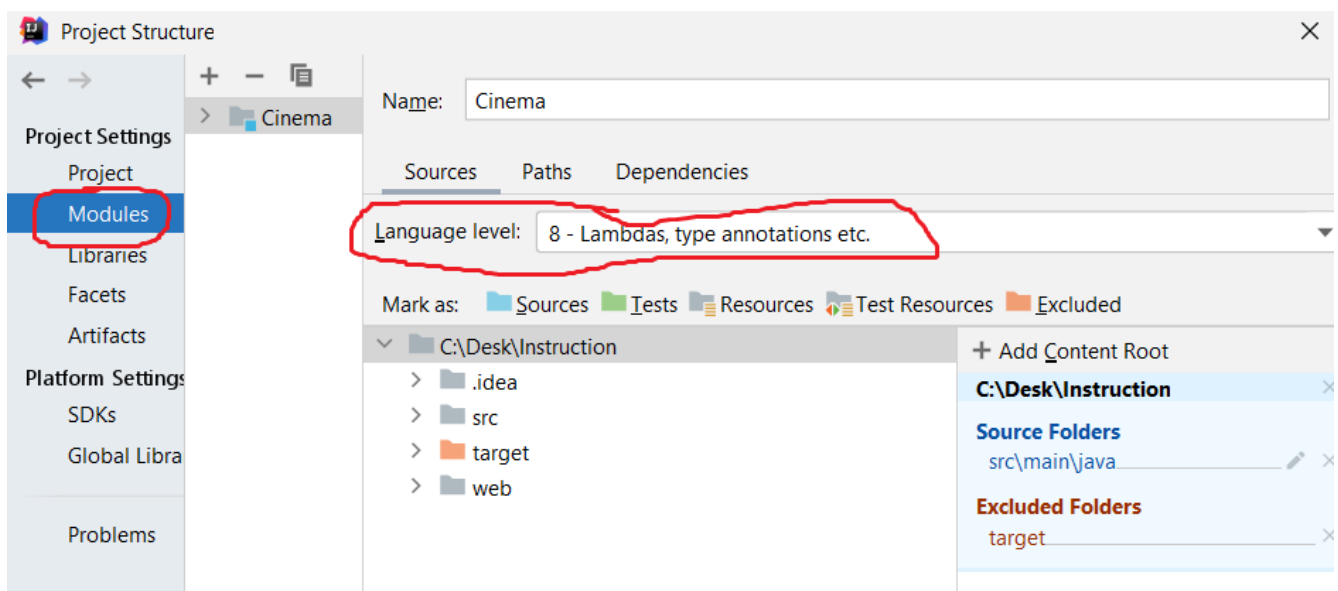 Project Structure
Project Settings
Project
Modules
Libraries
Facets
Artifacts
Platform Settings
SDKs
Global Libra
Problems
Cinema
Name: Cinema
Sources Paths Dependencies
Language level: 8 - Lambdas, type annotations etc.
Mark as: Sources Tests Resources Test Resources Excluded
C:\Desk\Instruction
.idea
src
target
web
+ Add Content Root
C:\Desk\Instruction
Source Folders
src\main\java
Excluded Folders
target